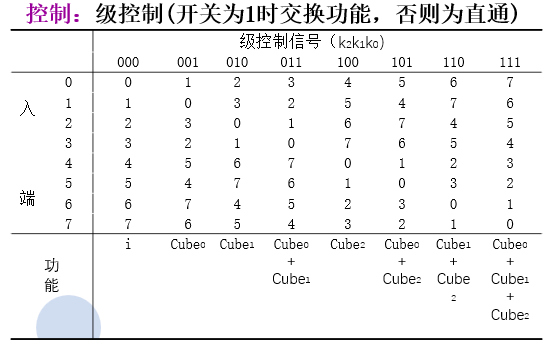 控制：级控制(开关为1时交换功能，否则为直通)
级控制信号（k2k1k0)
000 001 010 011 100 101 110 111
入 0 0 1 2 3 4 5 6 7
1 1 0 3 2 5 4 7 6
2 2 3 0 1 6 7 4 5
3 3 2 1 0 7 6 5 4
4 4 5 6 7 0 1 2 3
端 5 5 4 7 6 1 0 3 2
6 6 7 4 5 2 3 0 1
7 7 6 5 4 3 2 1 0
功能 i Cube0 Cube1 Cube0 Cube2 Cube0 Cube1 Cube0
+ + + +
Cube1 Cube2 Cube Cube1
2 +
Cube2